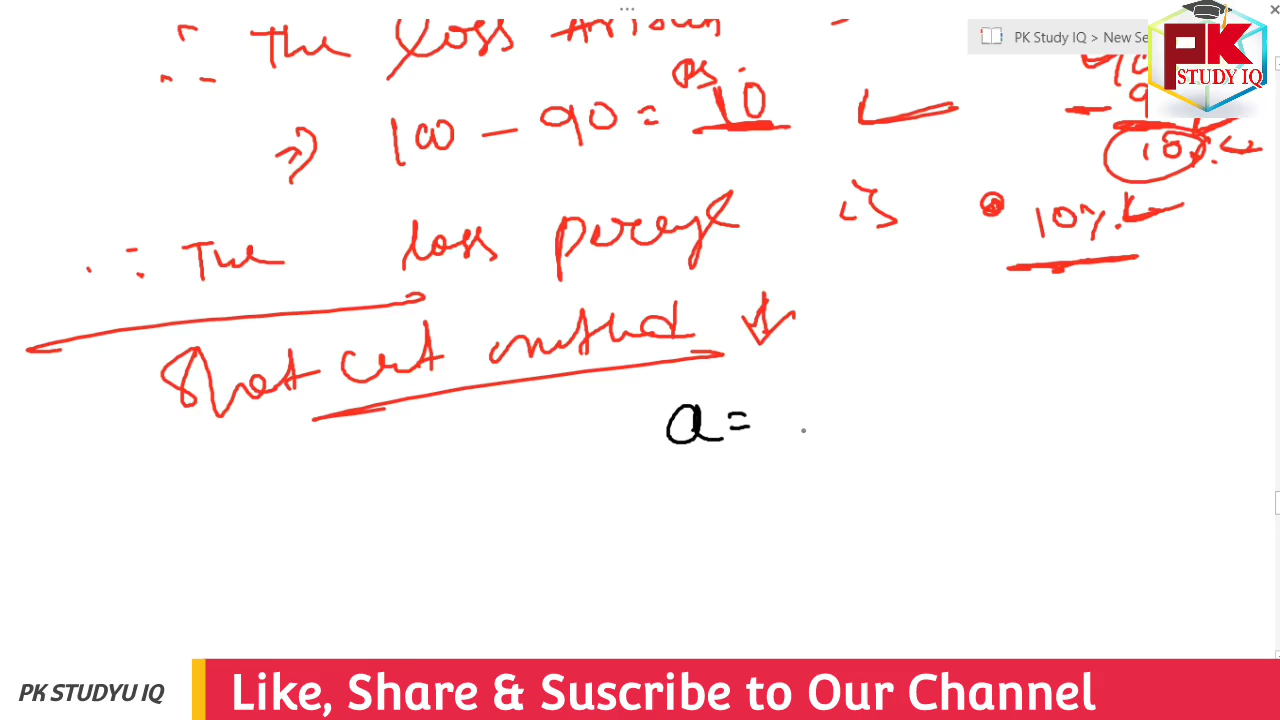 ∴ The loss
PK Study IQ > New Se
PK
STUDY IQ
⇒ 100 - 90 = Rs 10
10
∴ The loss is 10%
Short cut method
a =
PK STUDYU IQ
Like, Share & Suscribe to Our Channel